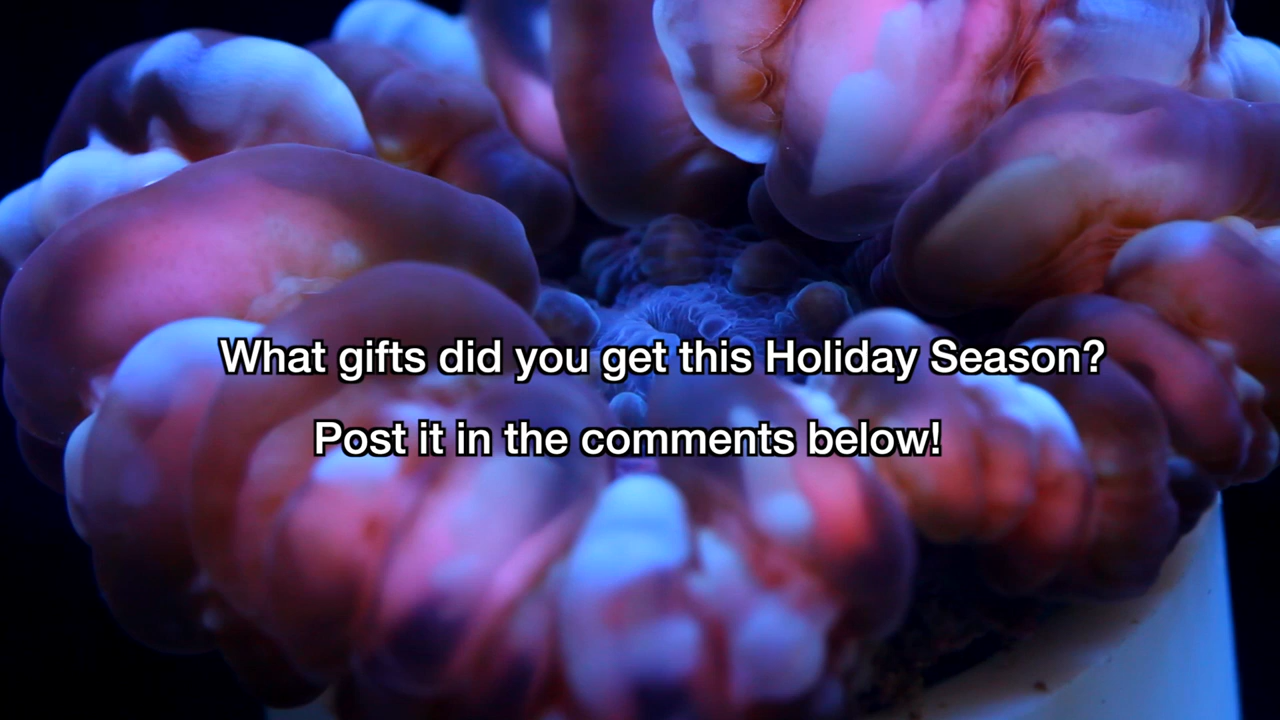 What gifts did you get this Holiday Season?
Post it in the comments below!